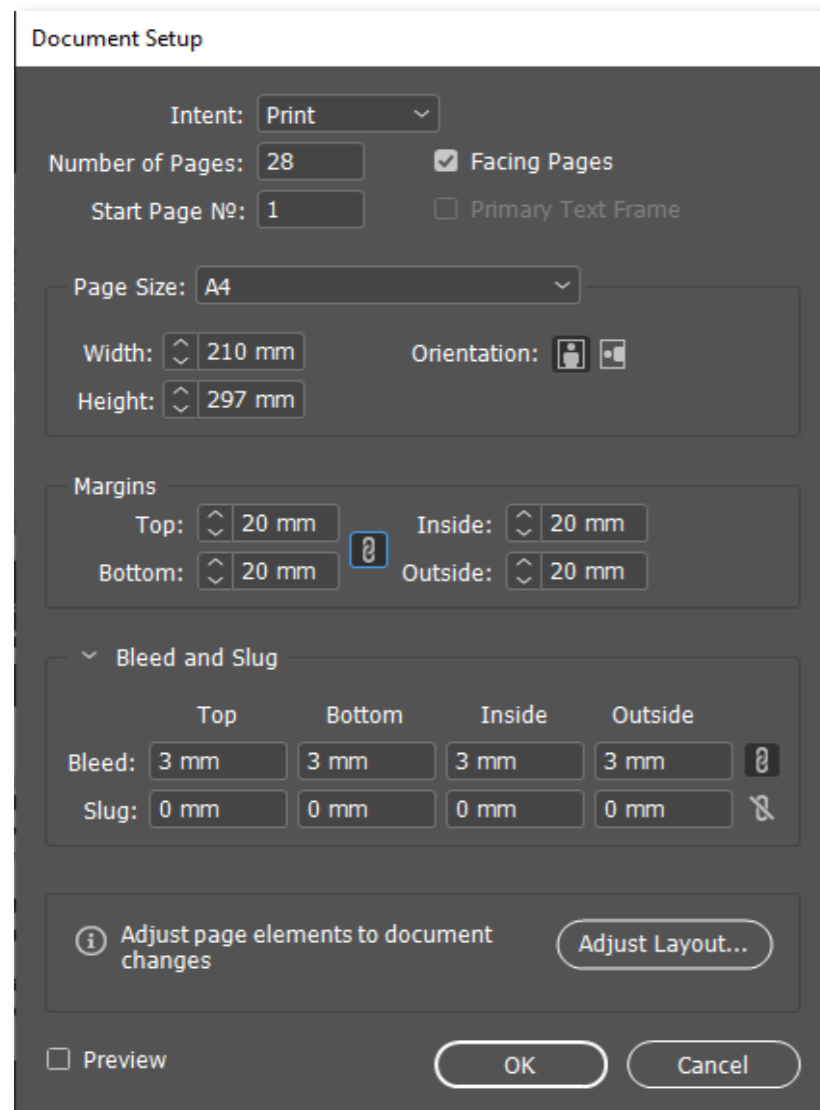 Document Setup
Intent: Print
Number of Pages: 28 Facing Pages
Start Page Nº: 1 Primary Text Frame
Page Size: A4
Width: 210 mm Orientation:
Height: 297 mm
Margins
Top: 20 mm Inside: 20 mm
Bottom: 20 mm Outside: 20 mm
Bleed and Slug
Top Bottom Inside Outside
Bleed: 3 mm 3 mm 3 mm 3 mm
Slug: 0 mm 0 mm 0 mm 0 mm
Adjust page elements to document
changes
Adjust Layout...
Preview OK Cancel